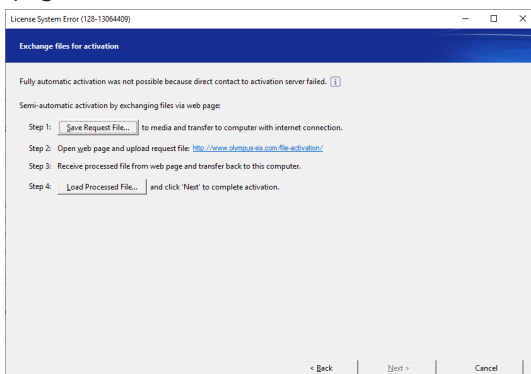 License System Error (128-13064409)
Exchange files for activation
Fully automatic activation was not possible because direct contact to activation server failed. i
Semi-automatic activation by exchanging files via web page:
Step 1: Save Request File... to media and transfer to computer with internet connection.
Step 2: Open web page and upload request file: http://www.olympus-sis.com/file-activation/
Step 3: Receive processed file from web page and transfer back to this computer.
Step 4: Load Processed File... and click 'Next' to complete activation.
< Back Next > Cancel